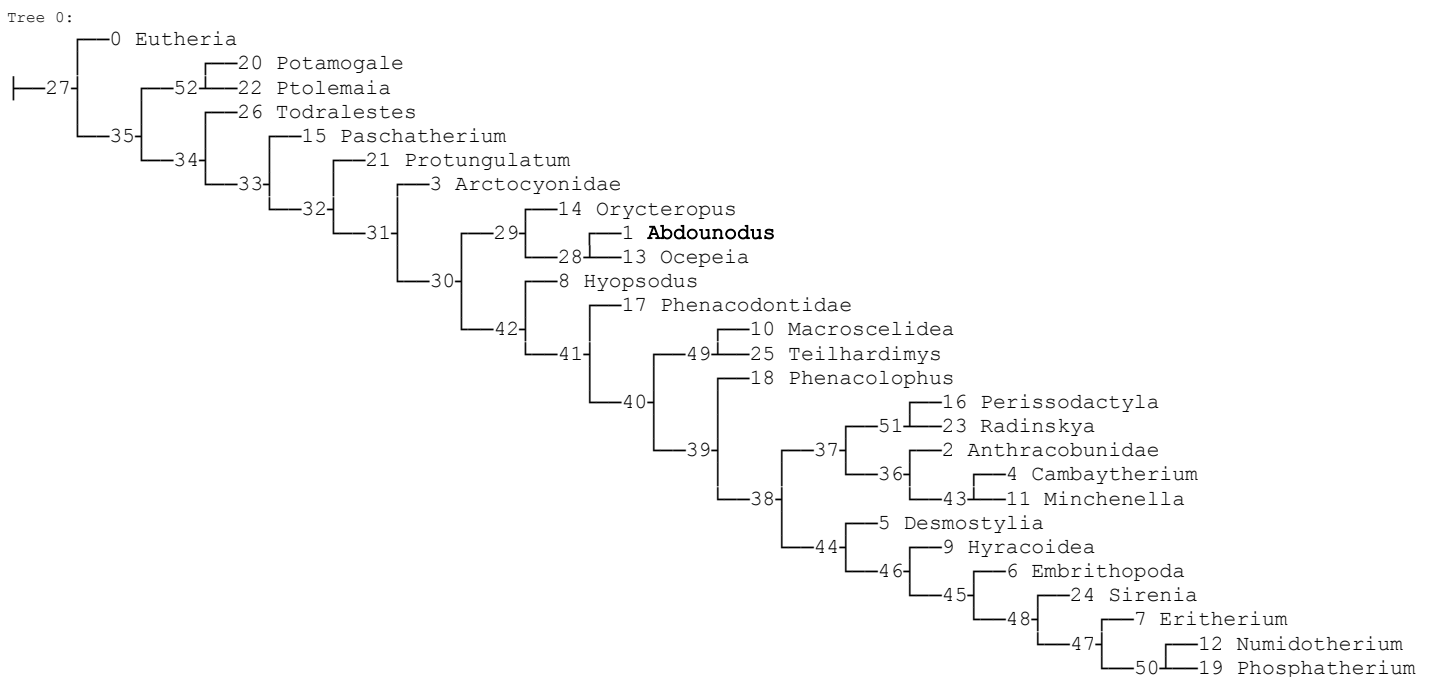 Tree 0:
0 Eutheria
20 Potamogale
27 52 22 Ptolemaia
26 Todralestes
35 15 Paschatherium
34 21 Protungulatum
33 3 Arctocyonidae
32 14 Orycteropus
31 29 1 Abdounodus
28 13 Ocepeia
30 8 Hyopsodus
17 Phenacodontidae
42 10 Macroscelidea
41 49 25 Teilhardimys
18 Phenacolophus
40 16 Perissodactyla
51 23 Radinskya
39 37 2 Anthracobunidae
36 4 Cambaytherium
38 43 11 Minchenella
5 Desmostylia
44 9 Hyracoidea
46 6 Embrithopoda
45 24 Sirenia
48 7 Eritherium
47 12 Numidotherium
50 19 Phosphatherium